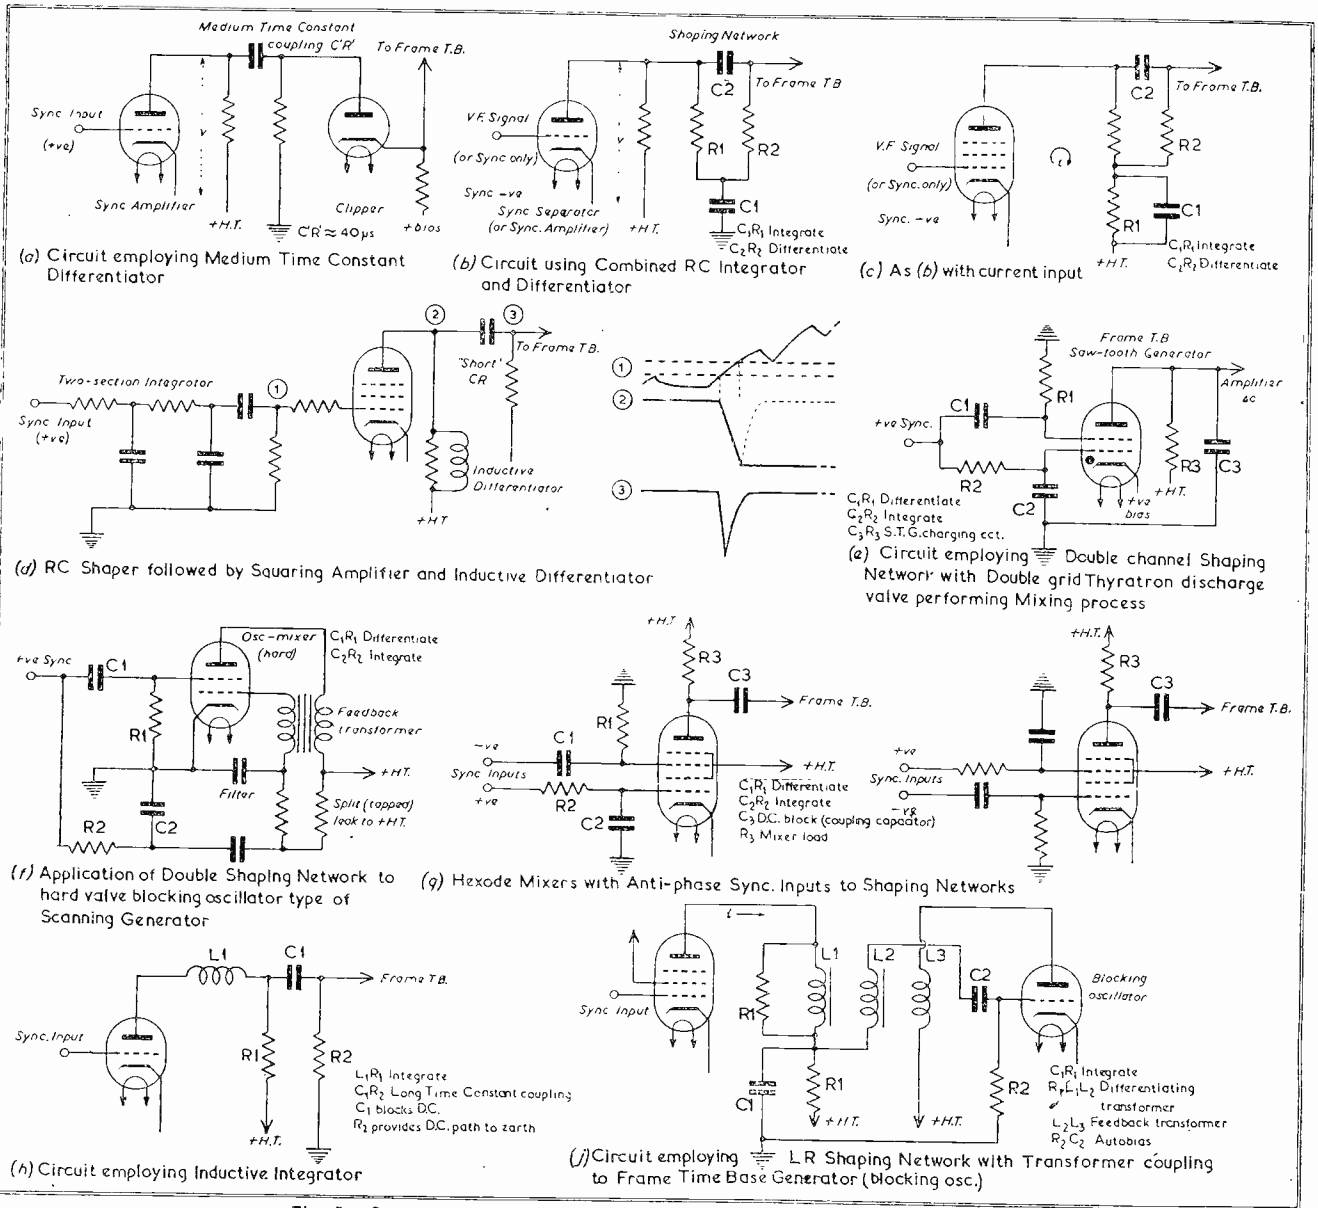 Medium Time Constant
coupling C'R'
To Frame T.B.
Sync Input
(+ve)
v
Sync Amplifier
+H.T.
C'R' ≈ 40 µs
Clipper
+bias
(a) Circuit employing Medium Time Constant
Differentiator
Shaping Network
C2
To Frame T B
V.F. Signal
(or Sync only)
v
R1
R2
Sync -ve
Sync Separator
(or Sync. Amplifier)
+H T.
C1
C₁R₁ Integrate
C₂R₂ Differentiate
(b) Circuit using Combined RC Integrator
and Differentiator
C2
To Frame T.B.
V.F Signal
(or Sync. only)
i
R2
Sync. -ve
R1
C1
+H T.
C₁R₁ Integrate
C₂R₂ Differentiate
(c) As (b) with current input
2
3
To Frame T.B.
"Short"
CR
Two-section Integrator
1
Sync Input
(+ve)
Inductive
Differentiator
+H T
1
2
3
(d) RC Shaper followed by Squaring Amplifier and Inductive Differentiator
Frame T.B
Saw-tooth Generator
Amplifier
R1
C1
+ve Sync.
R2
R3
C3
+H T.
C2
+ve
bias
C₁R₁ Differentiate
C₂R₂ Integrate
C₃R₃ S.T.G. charging cct.
(e) Circuit employing Double channel Shaping
Network with Double grid Thyratron discharge
valve performing Mixing process
Osc-mixer
(hard)
C₁R₁ Differentiate
C₂R₂ Integrate
+ve Sync
C1
R1
Feedback
transformer
+H T.
Filter
Split (tapped)
leak to +H T.
C2
R2
(f) Application of Double Shaping Network to
hard valve blocking oscillator type of
Scanning Generator
+H.T
R3
C3
Frame T.B.
R1
C1
-ve
Sync Inputs
+ve
R2
+H.T.
C2
C₁R₁ Differentiate
C₂R₂ Integrate
C₃ D.C. block (coupling capacitor)
R₃ Mixer load
+H.T.
R3
C3
Frame T.B.
+ve
Sync. Inputs
-ve
+H.T.
(g) Hexode Mixers with Anti-phase Sync. Inputs to Shaping Networks
L1
C1
Frame T.B.
Sync. Input
R1
R2
L₁R₁ Integrate
C₁R₂ Long Time Constant coupling
C₁ blocks D.C.
R₂ provides D.C. path to earth
+H.T.
(h) Circuit employing Inductive Integrator
i
L1
L2
L3
C2
Blocking
oscillator
Sync Input
R1
R1
R2
C1
+H T.
+H T.
C₁R₁ Integrate
Differentiating
transformer
L₂L₃ Feedback transformer
R₂C₂ Autobias
(j) Circuit employing LR Shaping Network with Transformer coupling
to Frame Time Base Generator (blocking osc.)